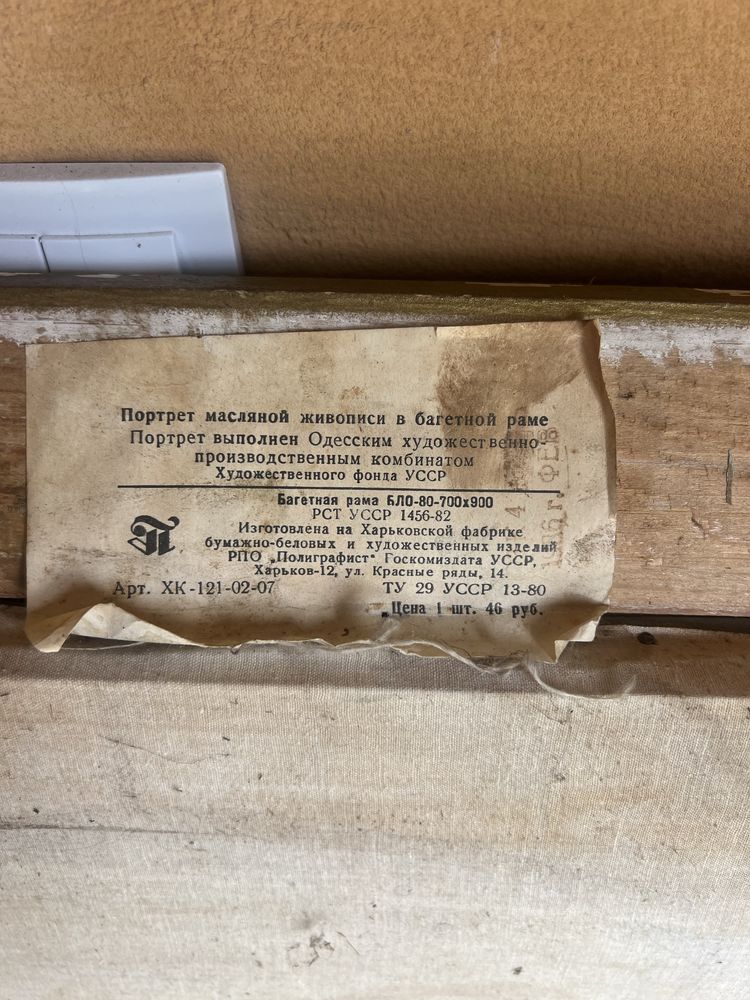 Портрет масляной живописи в багетной раме
Портрет выполнен Одесским художественно-
производственным комбинатом
Художественного фонда УССР
Багетная рама БЛО-80-700х900
РСТ УССР 1456-82
Изготовлена на Харьковской фабрике
бумажно-беловых и художественных изделий
РПО „Полиграфист" Госкомиздата УССР,
Харьков-12, ул. Красные ряды, 14.
Арт. ХК-121-02-07 ТУ 29 УССР 13-80
Цена 1 шт. 46 руб.
4 ФЕВ